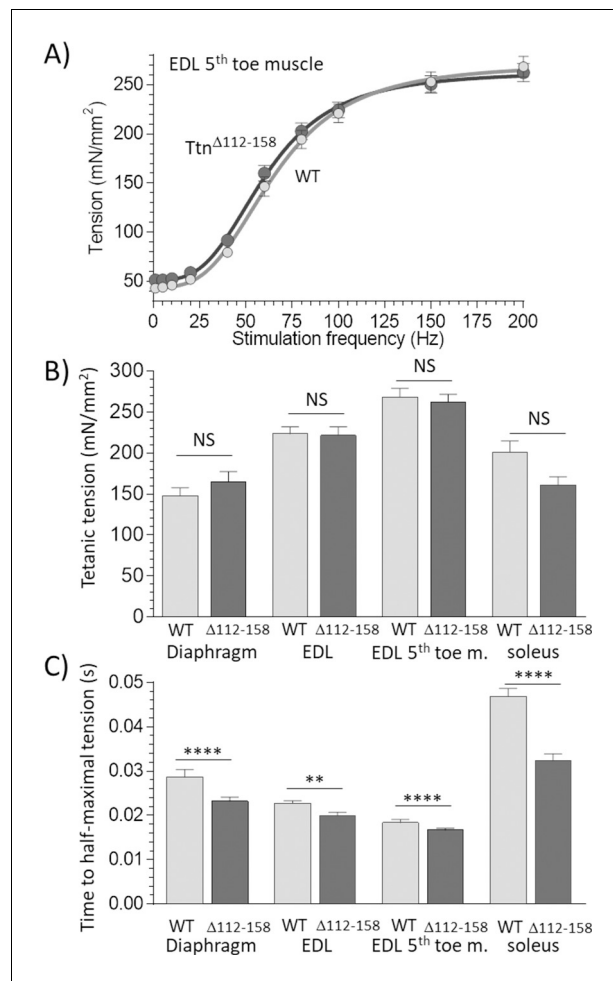 A)
EDL 5th toe muscle
Ttn^Δ112-158
WT
Tension (mN/mm²)
250
200
150
100
50
0 25 50 75 100 125 150 175 200
Stimulation frequency (Hz)
B)
Tetanic tension (mN/mm²)
300
250
200
150
100
50
0
NS NS NS NS
WT Δ112-158 WT Δ112-158 WT Δ112-158 WT Δ112-158
Diaphragm EDL EDL 5th toe m. soleus
C)
Time to half-maximal tension (s)
0.05
0.04
0.03
0.02
0.01
0.00
**** ** **** ****
WT Δ112-158 WT Δ112-158 WT Δ112-158 WT Δ112-158
Diaphragm EDL EDL 5th toe m. soleus